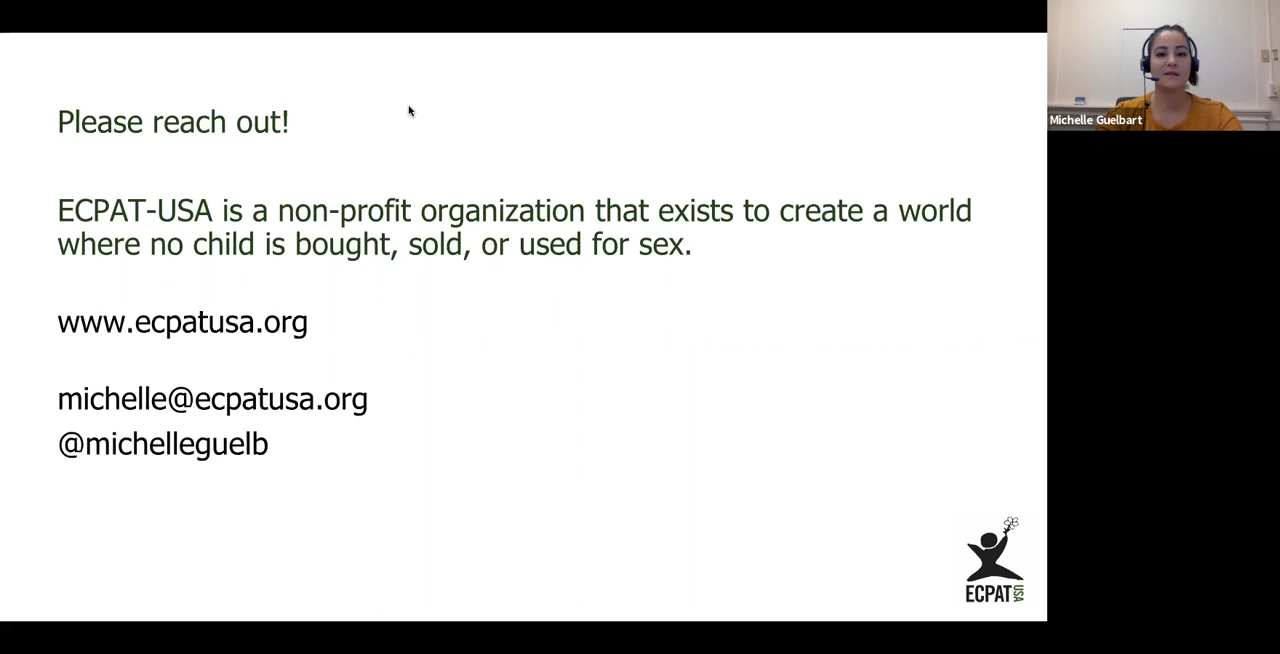 Please reach out!
ECPAT-USA is a non-profit organization that exists to create a world
where no child is bought, sold, or used for sex.
www.ecpatusa.org
michelle@ecpatusa.org
@michelleguelb
ECPAT USA
Michelle Guelbart